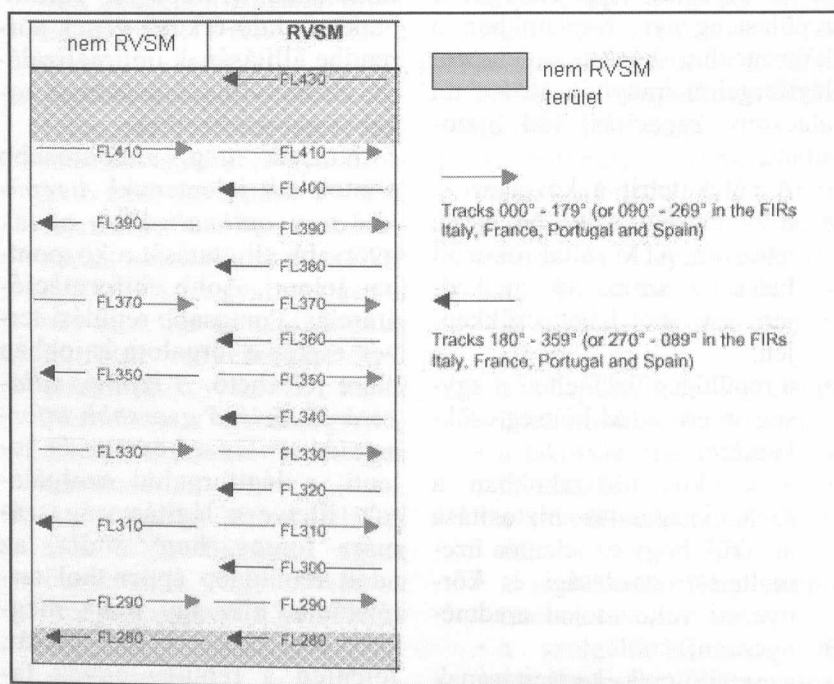 nem RVSM RVSM
FL430
FL410 FL410
FL400
FL390 FL390
FL380
FL370 FL370
FL360
FL350 FL350
FL340
FL330 FL330
FL320
FL310 FL310
FL300
FL290 FL290
FL280 FL280
nem RVSM
terület
Tracks 000° - 179° (or 090° - 269° in the FIRs
Italy, France, Portugal and Spain)
Tracks 180° - 359° (or 270° - 089° in the FIRs
Italy, France, Portugal and Spain)